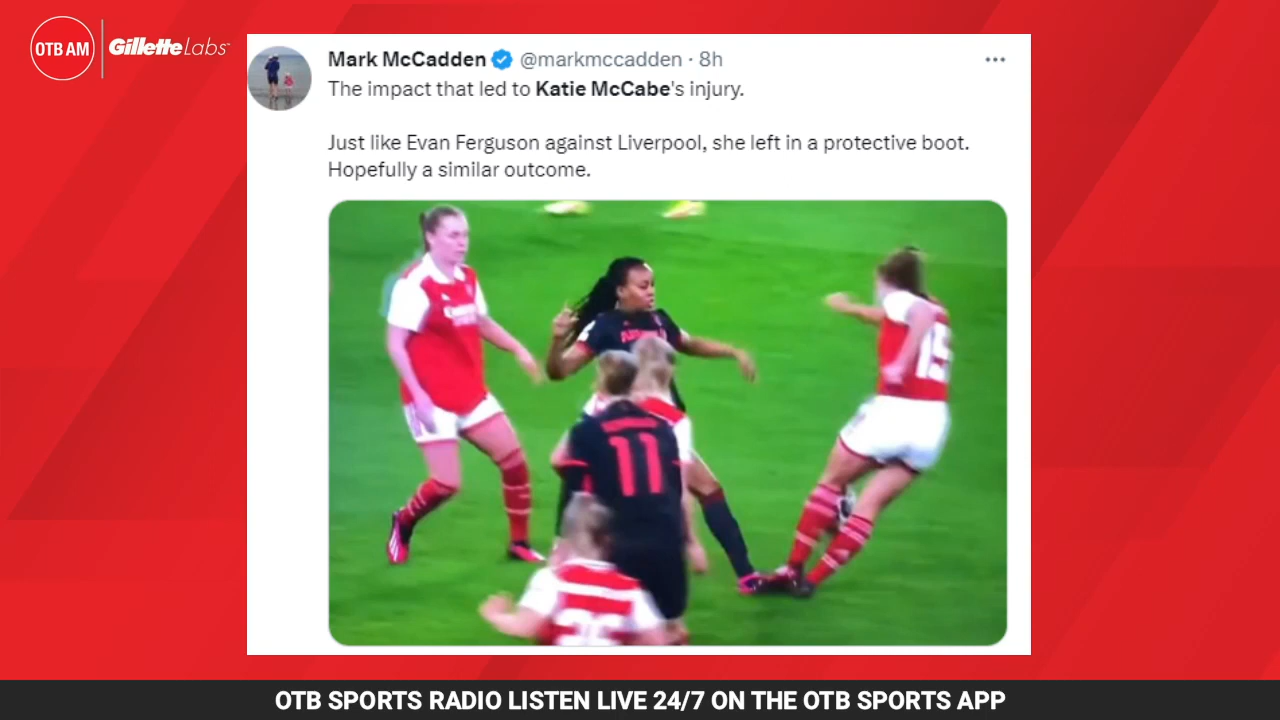 OTB AM
Gillette Labs
Mark McCadden @markmccadden · 8h
The impact that led to Katie McCabe's injury.
Just like Evan Ferguson against Liverpool, she left in a protective boot.
Hopefully a similar outcome.
15
11
OTB SPORTS RADIO LISTEN LIVE 24/7 ON THE OTB SPORTS APP